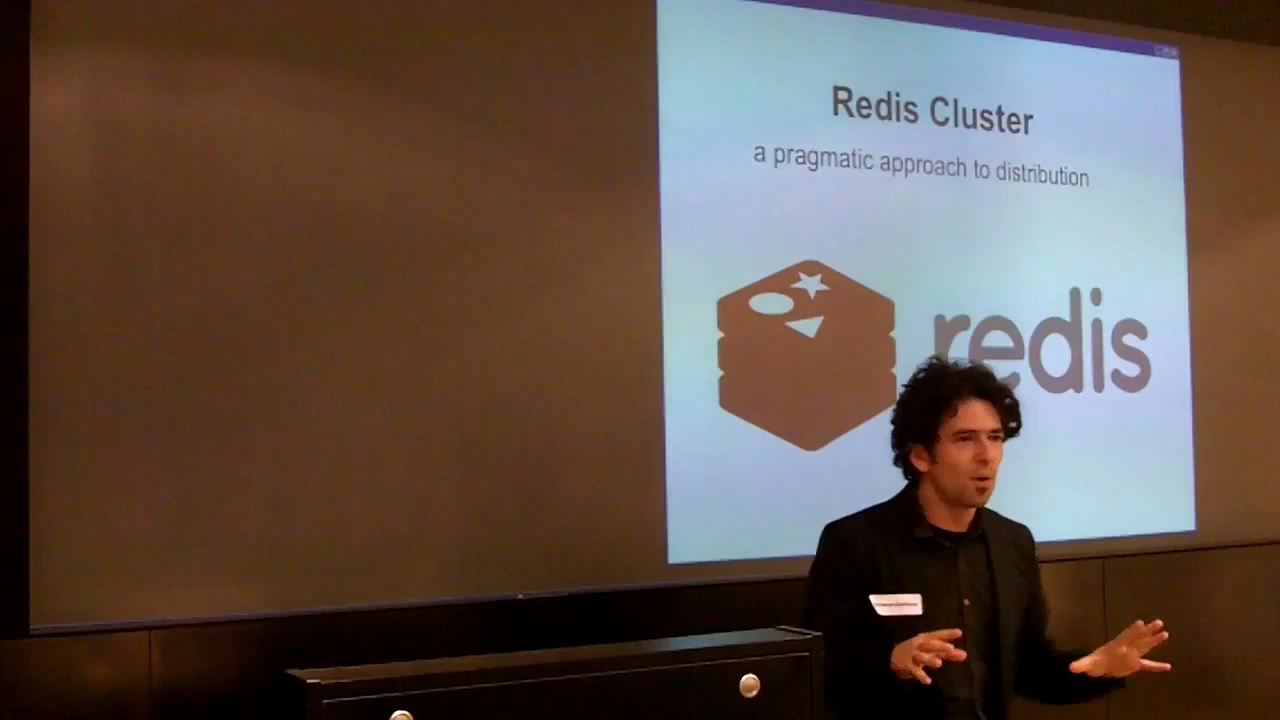 Redis Cluster
a pragmatic approach to distribution
redis